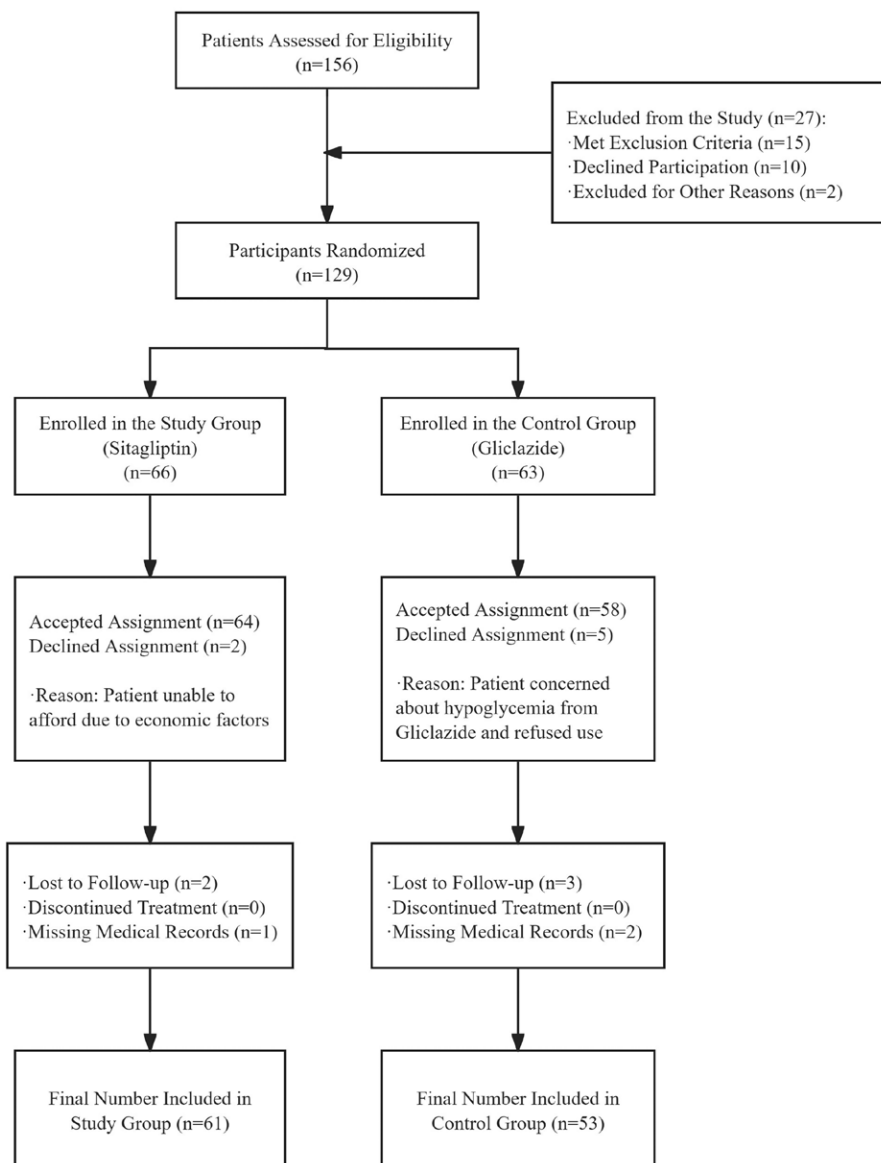 Patients Assessed for Eligibility
(n=156)
Excluded from the Study (n=27):
·Met Exclusion Criteria (n=15)
·Declined Participation (n=10)
·Excluded for Other Reasons (n=2)
Participants Randomized
(n=129)
Enrolled in the Study Group
(Sitagliptin)
(n=66)
Enrolled in the Control Group
(Gliclazide)
(n=63)
Accepted Assignment (n=64)
Declined Assignment (n=2)
·Reason: Patient unable to
afford due to economic factors
Accepted Assignment (n=58)
Declined Assignment (n=5)
·Reason: Patient concerned
about hypoglycemia from
Gliclazide and refused use
·Lost to Follow-up (n=2)
·Discontinued Treatment (n=0)
·Missing Medical Records (n=1)
·Lost to Follow-up (n=3)
·Discontinued Treatment (n=0)
·Missing Medical Records (n=2)
Final Number Included in
Study Group (n=61)
Final Number Included in
Control Group (n=53)